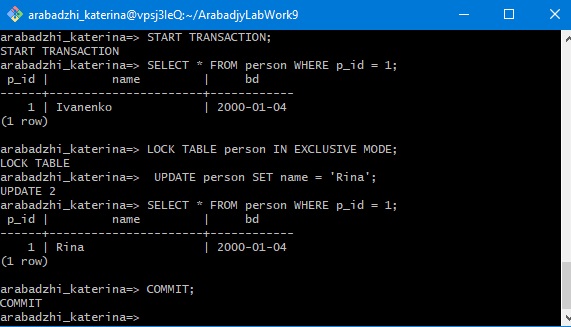 arabadzhi_katerina@vpsj3IeQ:~/ArabadjyLabWork9
arabadzhi_katerina=> START TRANSACTION;
START TRANSACTION
arabadzhi_katerina=> SELECT * FROM person WHERE p_id = 1;
 p_id |        name         |     bd
------+---------------------+------------
    1 | Ivanenko            | 2000-01-04
(1 row)
arabadzhi_katerina=> LOCK TABLE person IN EXCLUSIVE MODE;
LOCK TABLE
arabadzhi_katerina=>  UPDATE person SET name = 'Rina';
UPDATE 2
arabadzhi_katerina=> SELECT * FROM person WHERE p_id = 1;
 p_id |        name         |     bd
------+---------------------+------------
    1 | Rina                | 2000-01-04
(1 row)
arabadzhi_katerina=> COMMIT;
COMMIT
arabadzhi_katerina=>